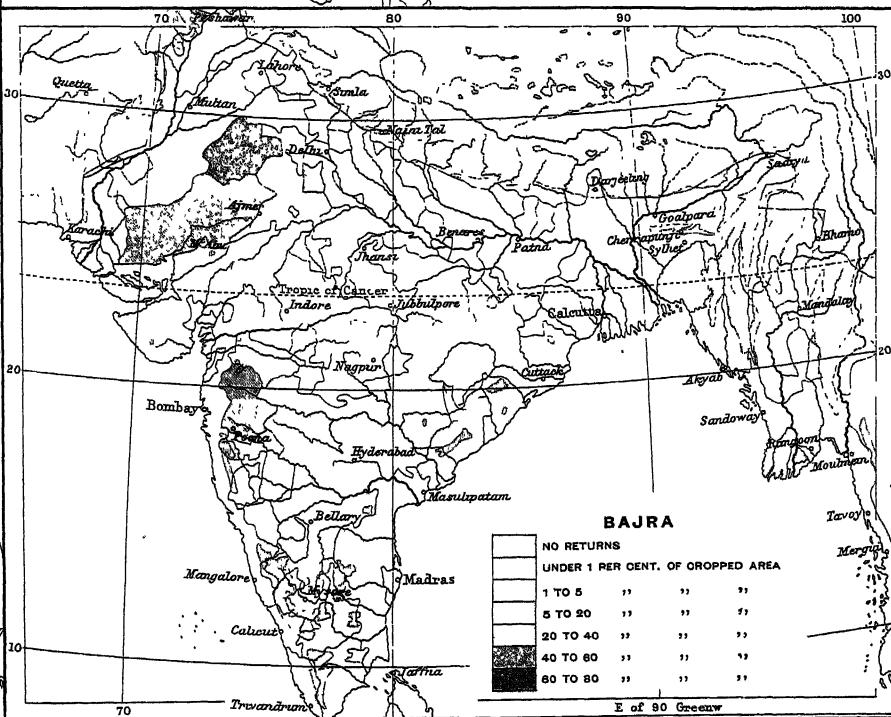 70 80 90 100
Peshawar
Lahore
Quetta
Simla
30 30
Multan
Naini Tal
Delhi
Sadiya
Darjeeling
Ajmer
Goalpara
Karachi
Benares
Cherrapunji
Bhamo
Patna
Sylhet
Jhansi
Tropic of Cancer
Indore
Jubbulpore
Calcutta
Mandalay
20 20
Nagpur
Cuttack
Akyab
Bombay
Sandoway
Poona
Hyderabad
Rangoon
Moulmein
Masulipatam
BAJRA
Tavoy
Bellary
NO RETURNS
Mergui
UNDER 1 PER CENT. OF CROPPED AREA
Mangalore
Madras
Mysore
1 TO 5 " " "
5 TO 20 " " "
Calicut
20 TO 40 " " "
10 10
40 TO 60 " " "
Jaffna
60 TO 80 " " "
Trivandrum
70
E of 90 Greenw